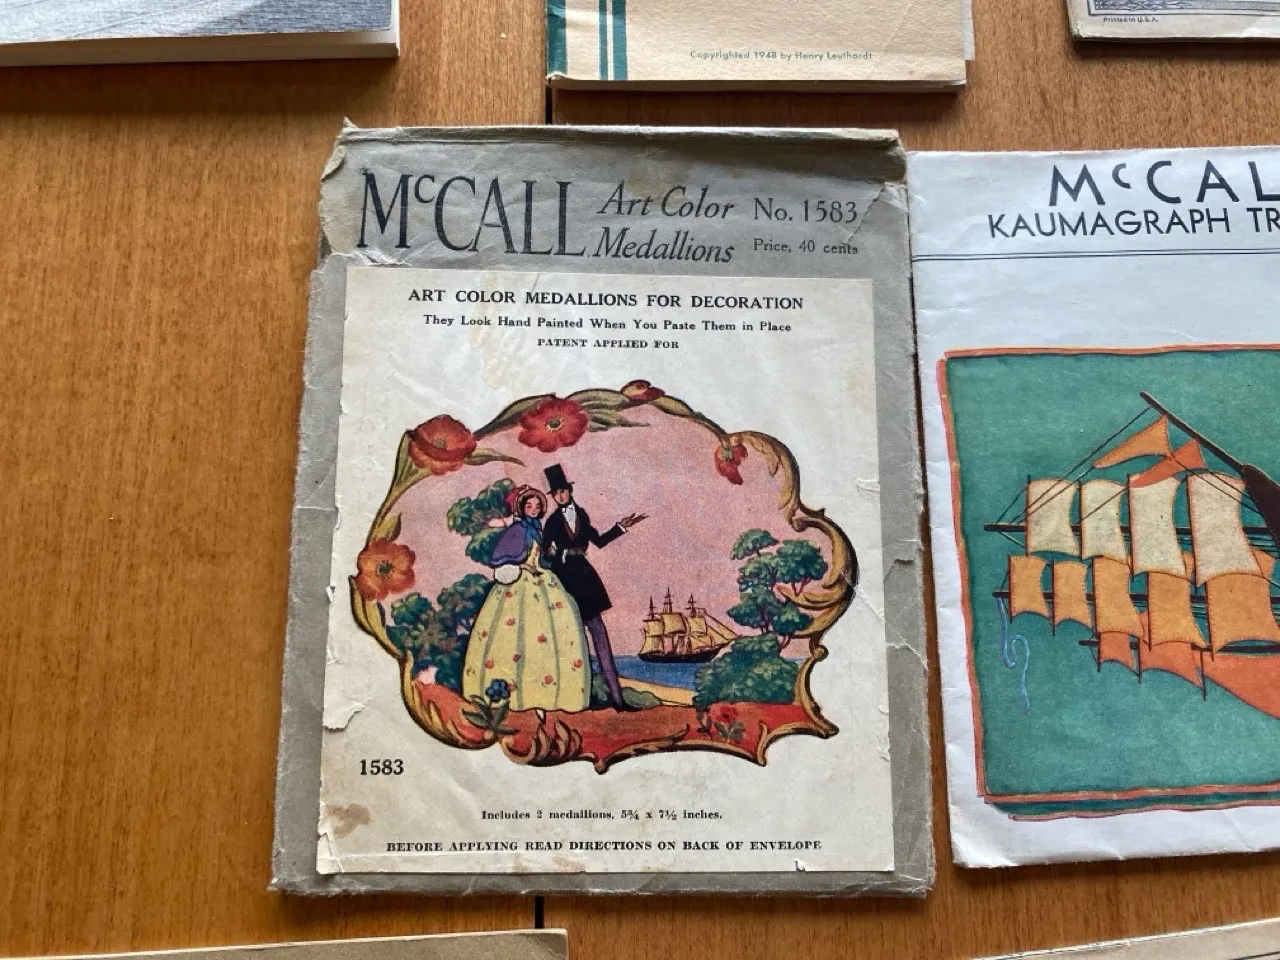 Copyrighted 1948 by Henry Leuthardt
Printed in U.S.A.
McCALL Art Color Medallions No. 1583
Price, 40 cents
ART COLOR MEDALLIONS FOR DECORATION
They Look Hand Painted When You Paste Them in Place
PATENT APPLIED FOR
1583
Includes 2 medallions, 5¾ x 7½ inches.
BEFORE APPLYING READ DIRECTIONS ON BACK OF ENVELOPE
McCAL
KAUMAGRAPH TR